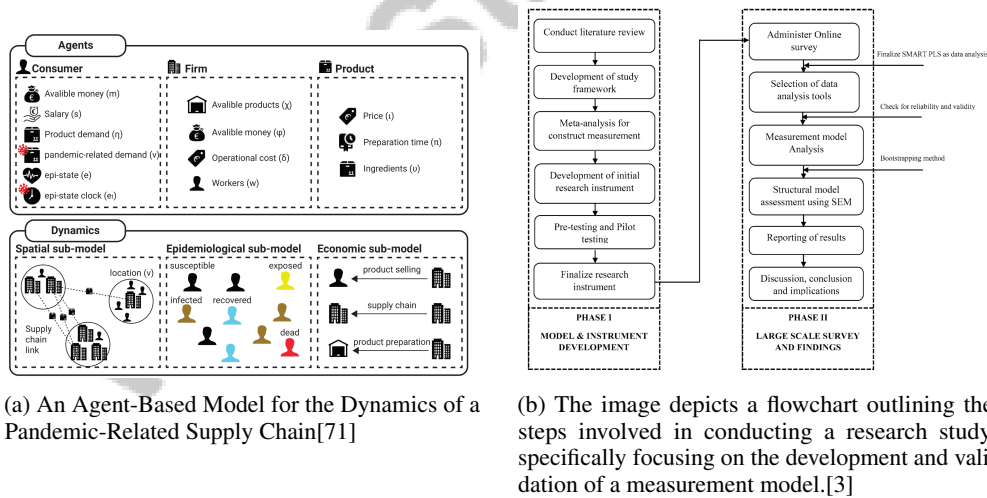 Agents
Consumer
Avalible money (m)
Salary (s)
Product demand (η)
pandemic-related demand (v)
epi-state (e)
epi-state clock (eι)
Firm
Avalible products (χ)
Avalible money (φ)
Operational cost (δ)
Workers (w)
Product
Price (ι)
Preparation time (π)
Ingredients (υ)
Dynamics
Spatial sub-model
location (v)
Supply
chain
link
Epidemiological sub-model
susceptible
exposed
infected
recovered
dead
Economic sub-model
product selling
supply chain
product preparation
(a) An Agent-Based Model for the Dynamics of a
Pandemic-Related Supply Chain[71]
Conduct literature review
Development of study
framework
Meta-analysis for
construct measurement
Development of initial
research instrument
Pre-testing and Pilot
testing
Finalize research
instrument
PHASE I
MODEL & INSTRUMENT
DEVELOPMENT
Administer Online
survey
Finalize SMART PLS as data analysis
Selection of data
analysis tools
Check for reliability and validity
Measurement model
Analysis
Bootstrapping method
Structural model
assessment using SEM
Reporting of results
Discussion, conclusion
and implications
PHASE II
LARGE SCALE SURVEY
AND FINDINGS
(b) The image depicts a flowchart outlining the
steps involved in conducting a research study
specifically focusing on the development and vali
dation of a measurement model.[3]